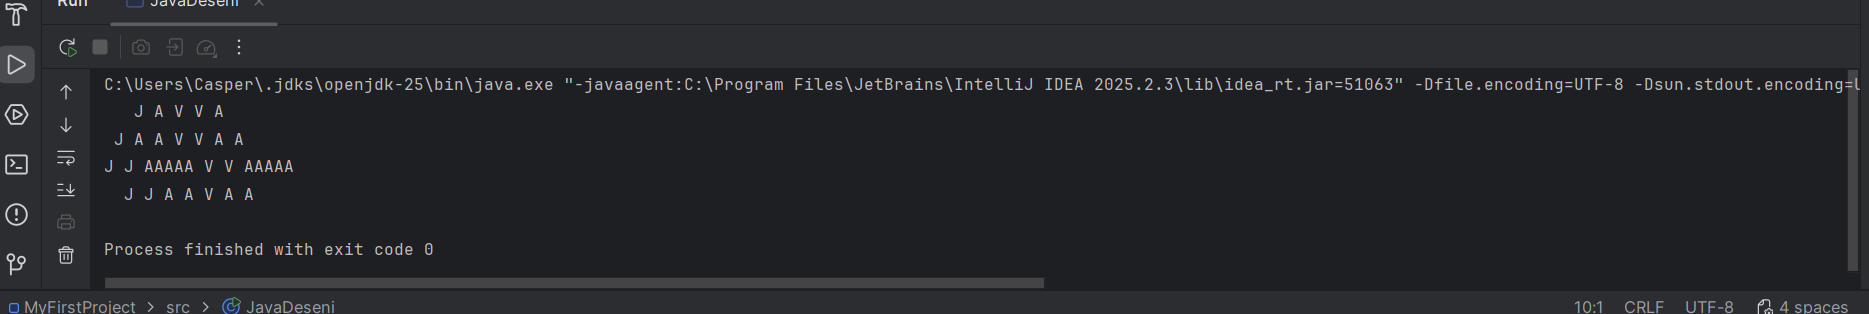 Run JavaDeseni ×
C:\Users\Casper\.jdks\openjdk-25\bin\java.exe "-javaagent:C:\Program Files\JetBrains\IntelliJ IDEA 2025.2.3\lib\idea_rt.jar=51063" -Dfile.encoding=UTF-8 -Dsun.stdout.encoding=U
   J A V V A
 J A A V V A A
J J AAAAA V V AAAAA
  J J A A V A A
Process finished with exit code 0
MyFirstProject > src > JavaDeseni 10:1 CRLF UTF-8 4 spaces